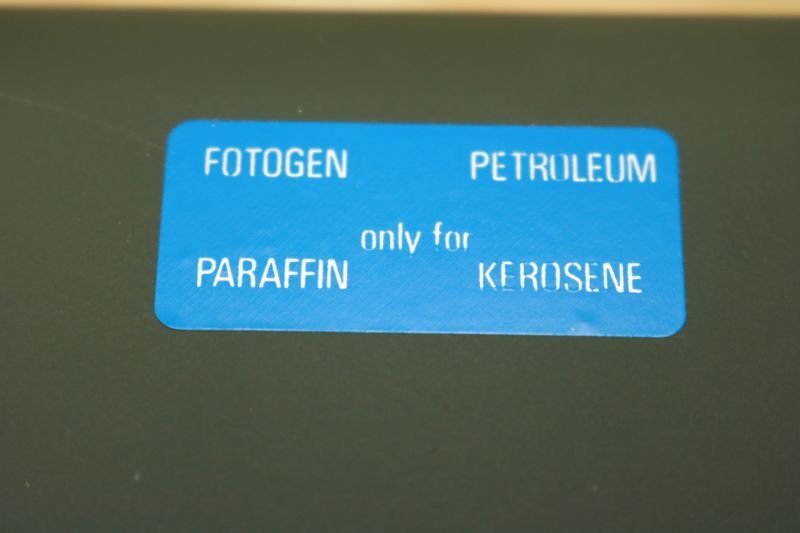 FOTOGEN PETROLEUM
only for
PARAFFIN KEROSENE